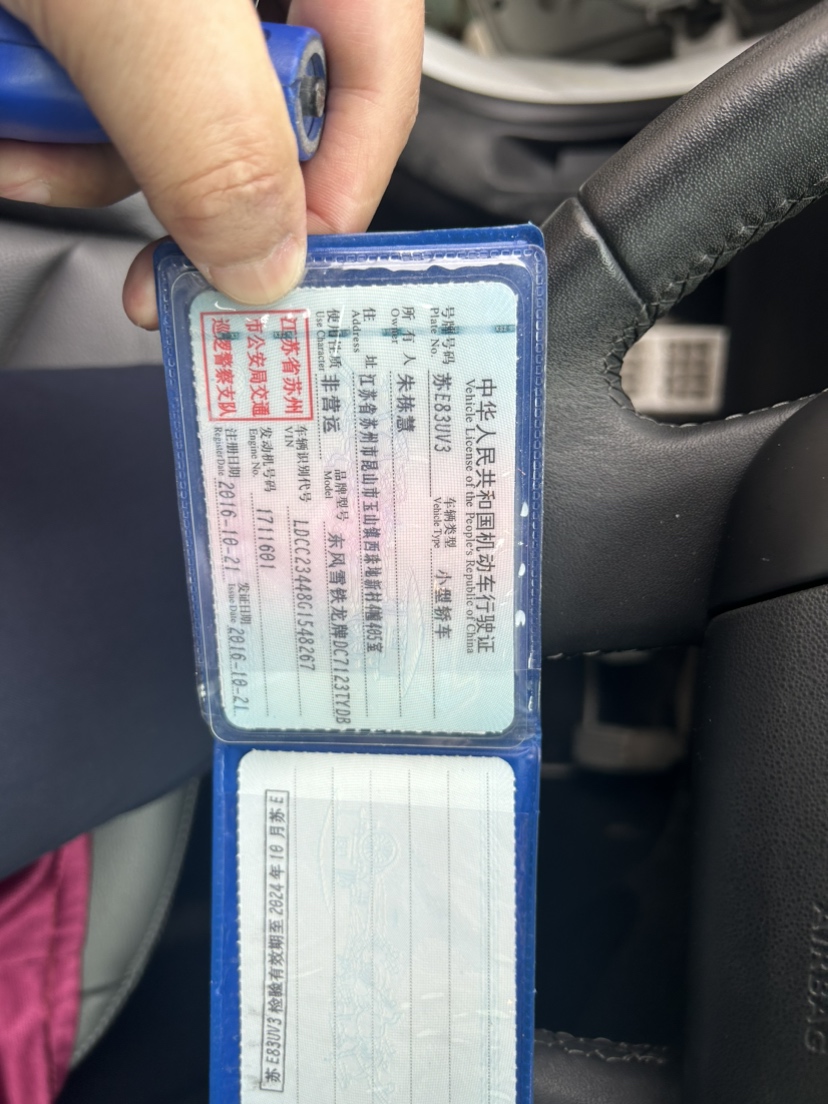 中华人民共和国机动车行驶证
Vehicle License of the People's Republic of China
号牌号码 苏E83UV3 车辆类型 小型轿车
Plate No. Vehicle Type
所有人 朱栋慧
Owner
住址 江苏省苏州市昆山市玉山镇西珠地新村4幢405室
Address
使用性质 非营运 品牌型号 东风雪铁龙牌DC7123TYDB
Use Character Model
江苏省苏州
市公安局交通
巡逻警察支队
车辆识别代号 LDCC23448G1548267
VIN
发动机号码 1711601
Engine No.
注册日期 2016-10-21 发证日期 2016-10-21
Register Date Issue Date
苏E83UV3 检验有效期至2024年10月苏E
AIRBAG